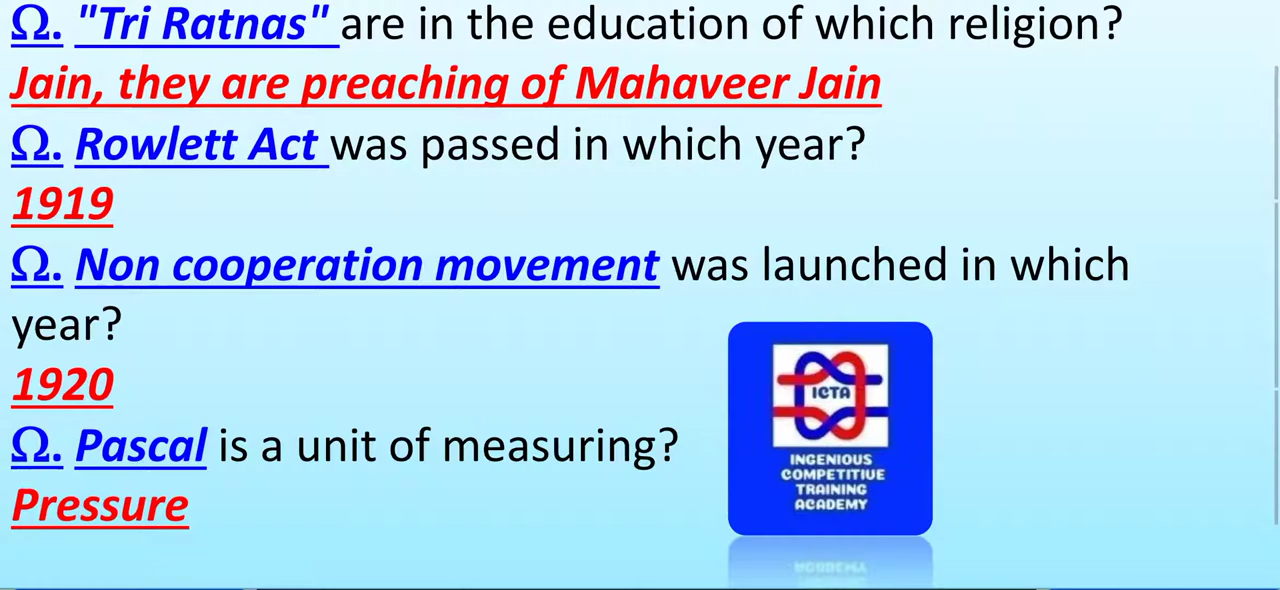 Ω. "Tri Ratnas" are in the education of which religion?
Jain, they are preaching of Mahaveer Jain
Ω. Rowlett Act was passed in which year?
1919
Ω. Non cooperation movement was launched in which
year?
1920
Ω. Pascal is a unit of measuring?
Pressure
ICTA
INGENIOUS
COMPETITIVE
TRAINING
ACADEMY